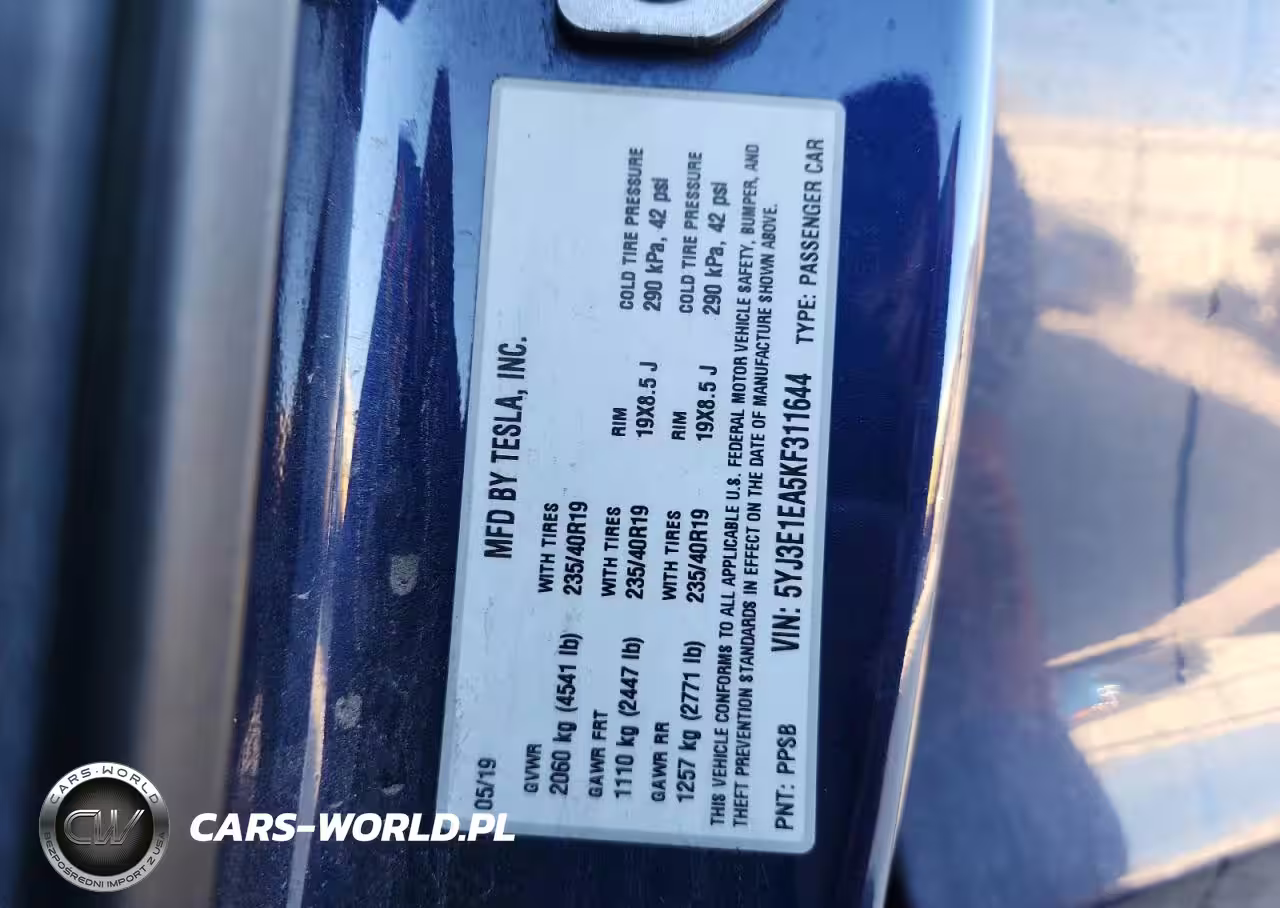 05/19
MFD BY TESLA, INC.
GVWR WITH TIRES
2060 kg (4541 lb) 235/40R19
GAWR FRT WITH TIRES RIM COLD TIRE PRESSURE
1110 kg (2447 lb) 235/40R19 19X8.5 J 290 kPa, 42 psi
GAWR RR WITH TIRES RIM COLD TIRE PRESSURE
1257 kg (2771 lb) 235/40R19 19X8.5 J 290 kPa, 42 psi
THIS VEHICLE CONFORMS TO ALL APPLICABLE U.S. FEDERAL MOTOR VEHICLE SAFETY, BUMPER, AND
THEFT PREVENTION STANDARDS IN EFFECT ON THE DATE OF MANUFACTURE SHOWN ABOVE.
PNT: PPSB VIN: 5YJ3E1EA5KF311644 TYPE: PASSENGER CAR
CARS-WORLD
CW
BEZPOŚREDNI IMPORT Z USA
CARS-WORLD.PL